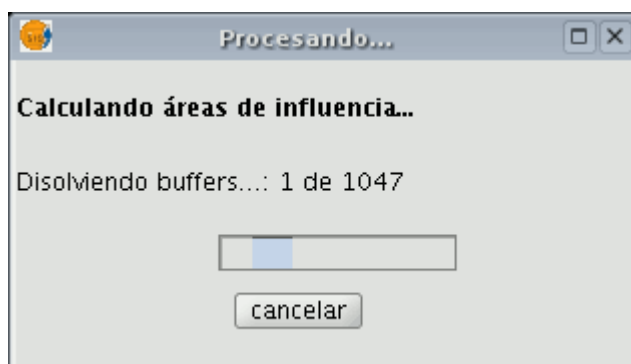 Procesando...
Calculando áreas de influencia...
Disolviendo buffers...: 1 de 1047
cancelar